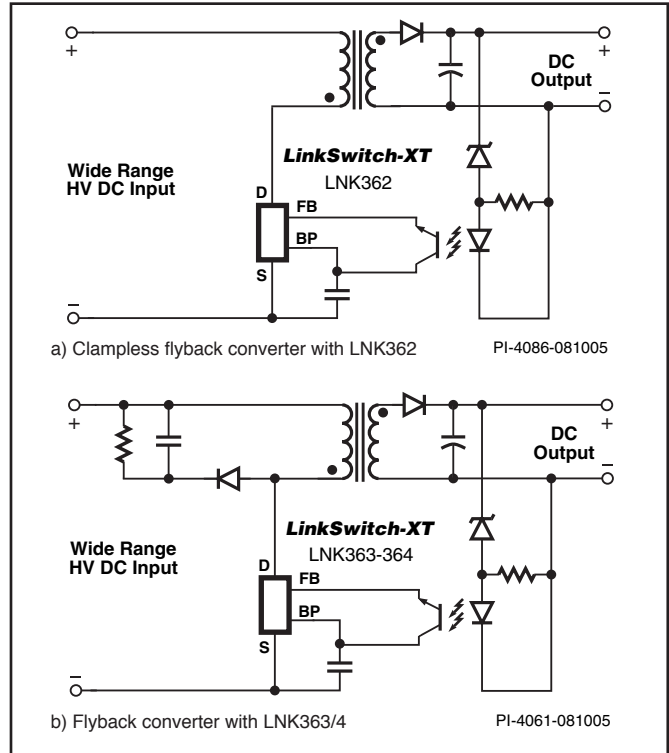 +
DC
Output
+
−
LinkSwitch-XT
LNK362
Wide Range
HV DC Input
D
FB
BP
S
−
a) Clampless flyback converter with LNK362
PI-4086-081005
+
DC
Output
+
−
LinkSwitch-XT
LNK363-364
Wide Range
HV DC Input
D
FB
BP
S
−
b) Flyback converter with LNK363/4
PI-4061-081005